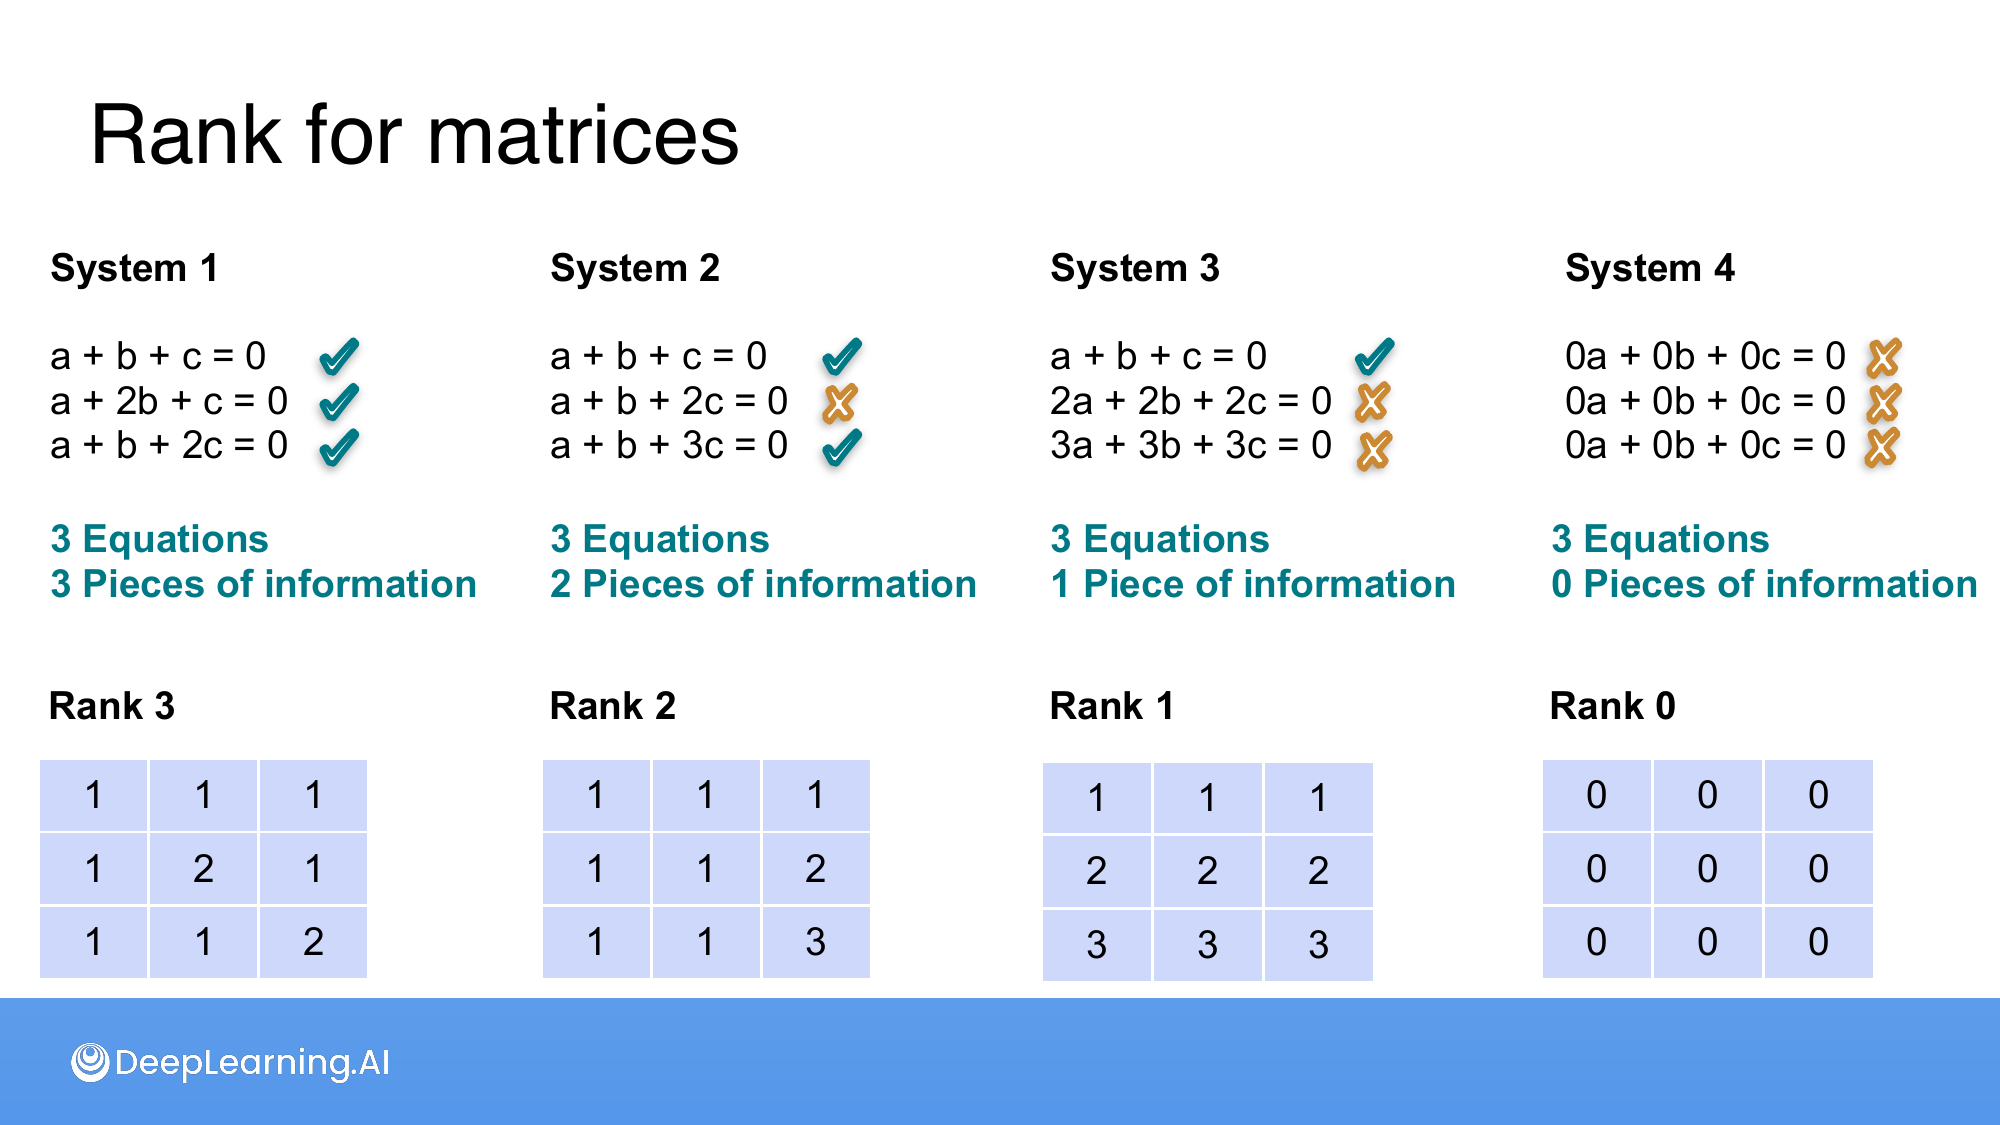 Rank for matrices
System 1
a + b + c = 0
a + 2b + c = 0
a + b + 2c = 0
3 Equations
3 Pieces of information
Rank 3
1 1 1
1 2 1
1 1 2
System 2
a + b + c = 0
a + b + 2c = 0
a + b + 3c = 0
3 Equations
2 Pieces of information
Rank 2
1 1 1
1 1 2
1 1 3
System 3
a + b + c = 0
2a + 2b + 2c = 0
3a + 3b + 3c = 0
3 Equations
1 Piece of information
Rank 1
1 1 1
2 2 2
3 3 3
System 4
0a + 0b + 0c = 0
0a + 0b + 0c = 0
0a + 0b + 0c = 0
3 Equations
0 Pieces of information
Rank 0
0 0 0
0 0 0
0 0 0
DeepLearning.AI